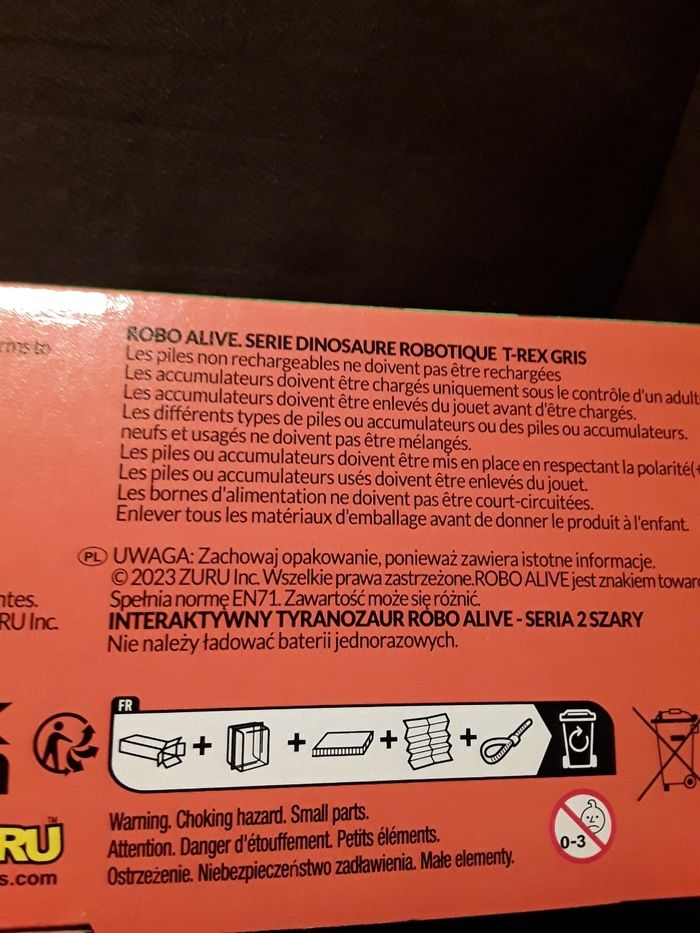 rms to
ROBO ALIVE. SERIE DINOSAURE ROBOTIQUE T-REX GRIS
Les piles non rechargeables ne doivent pas être rechargées
Les accumulateurs doivent être chargés uniquement sous le contrôle d'un adult
Les accumulateurs doivent être enlevés du jouet avant d'être chargés.
Les différents types de piles ou accumulateurs ou des piles ou accumulateurs.
neufs et usagés ne doivent pas être mélangés.
Les piles ou accumulateurs doivent être mis en place en respectant la polarité(+
Les piles ou accumulateurs usés doivent être enlevés du jouet.
Les bornes d'alimentation ne doivent pas être court-circuitées.
Enlever tous les matériaux d'emballage avant de donner le produit à l'enfant.
PL UWAGA: Zachowaj opakowanie, ponieważ zawiera istotne informacje.
© 2023 ZURU Inc. Wszelkie prawa zastrzeżone.ROBO ALIVE jest znakiem towar
ntes.
Spełnia normę EN71. Zawartość może się różnić.
RU Inc.
INTERAKTYWNY TYRANOZAUR ROBO ALIVE - SERIA 2 SZARY
Nie należy ładować baterii jednorazowych.
FR
+ + + +
Warning. Choking hazard. Small parts.
Attention. Danger d'étouffement. Petits éléments.
Ostrzeżenie. Niebezpieczeństwo zadławienia. Małe elementy.
0-3
RU™
s.com